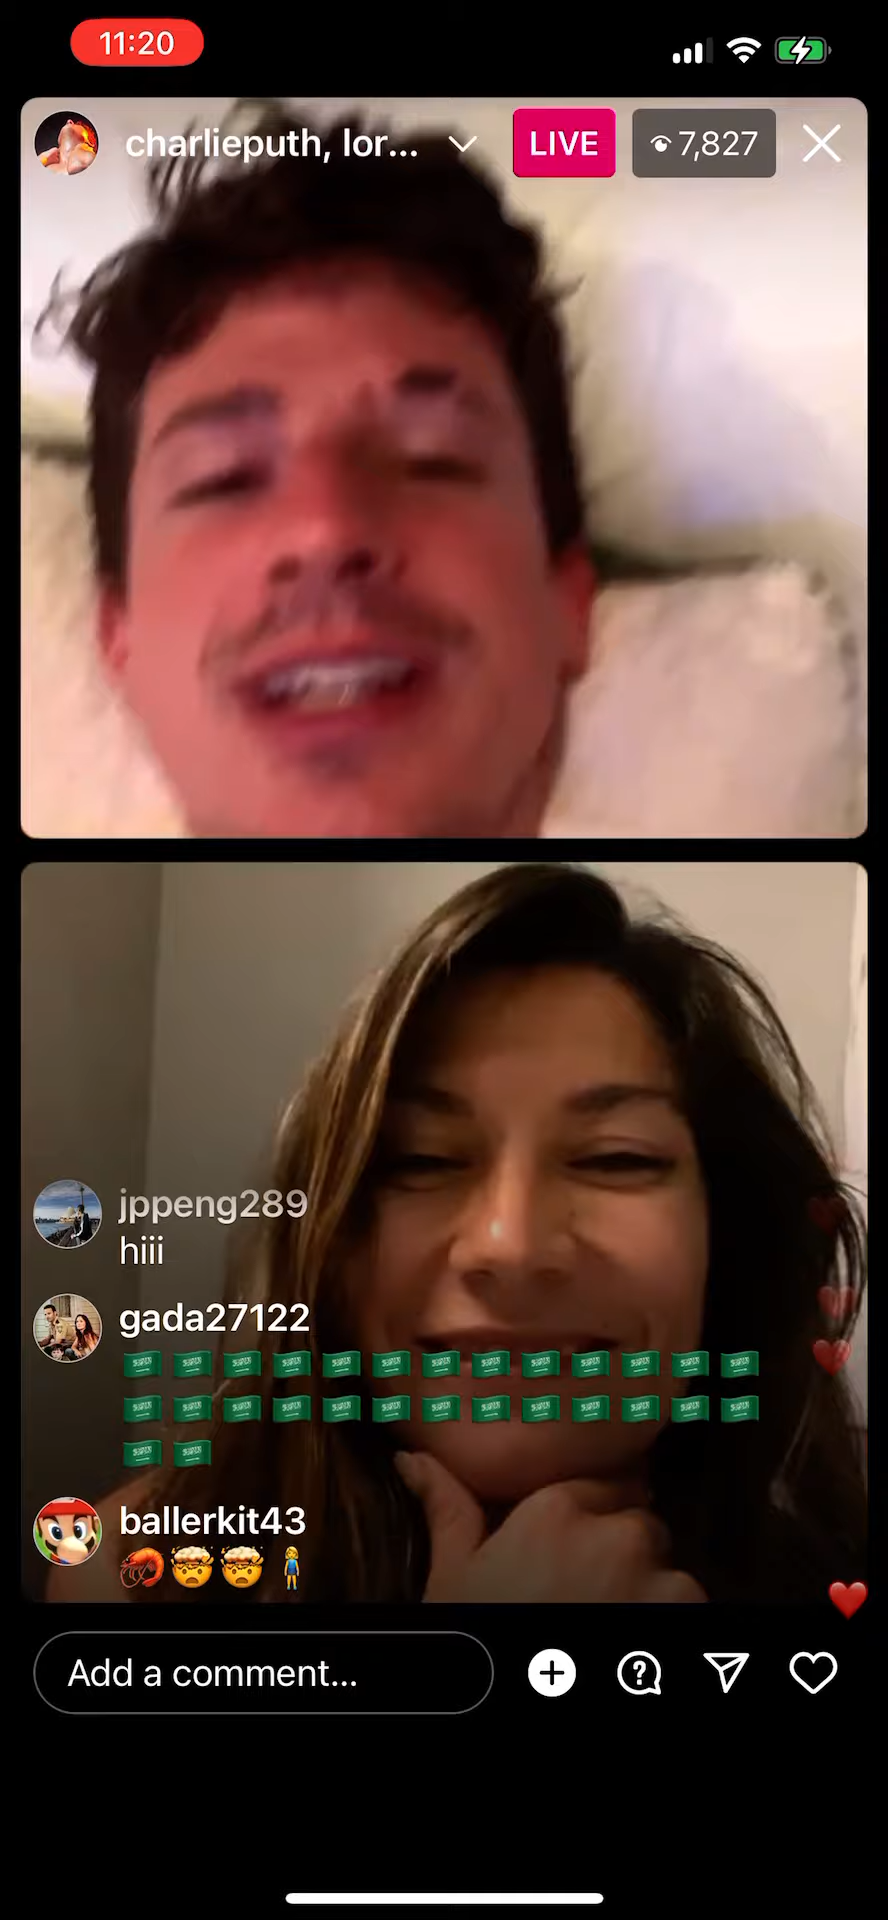 11:20
charlieputh, lor...
LIVE
7,827
jppeng289
hiii
gada27122
🇸🇦🇸🇦🇸🇦🇸🇦🇸🇦🇸🇦🇸🇦🇸🇦🇸🇦🇸🇦🇸🇦🇸🇦🇸🇦
🇸🇦🇸🇦🇸🇦🇸🇦🇸🇦🇸🇦🇸🇦🇸🇦🇸🇦🇸🇦🇸🇦🇸🇦🇸🇦
🇸🇦🇸🇦
ballerkit43
🦐🤯🤯🧍‍♀️
Add a comment...